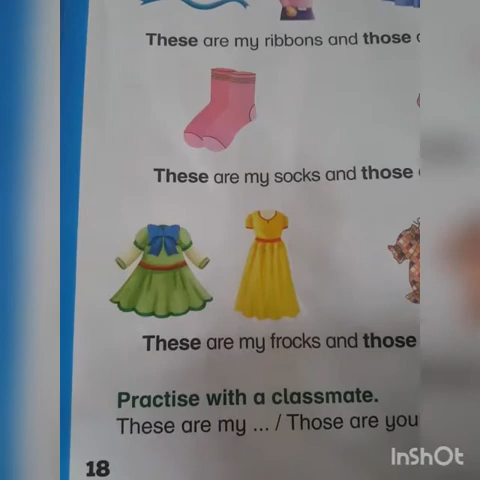 These are my ribbons and those
These are my socks and those
These are my frocks and those
Practise with a classmate.
These are my ... / Those are you
18
InShOt